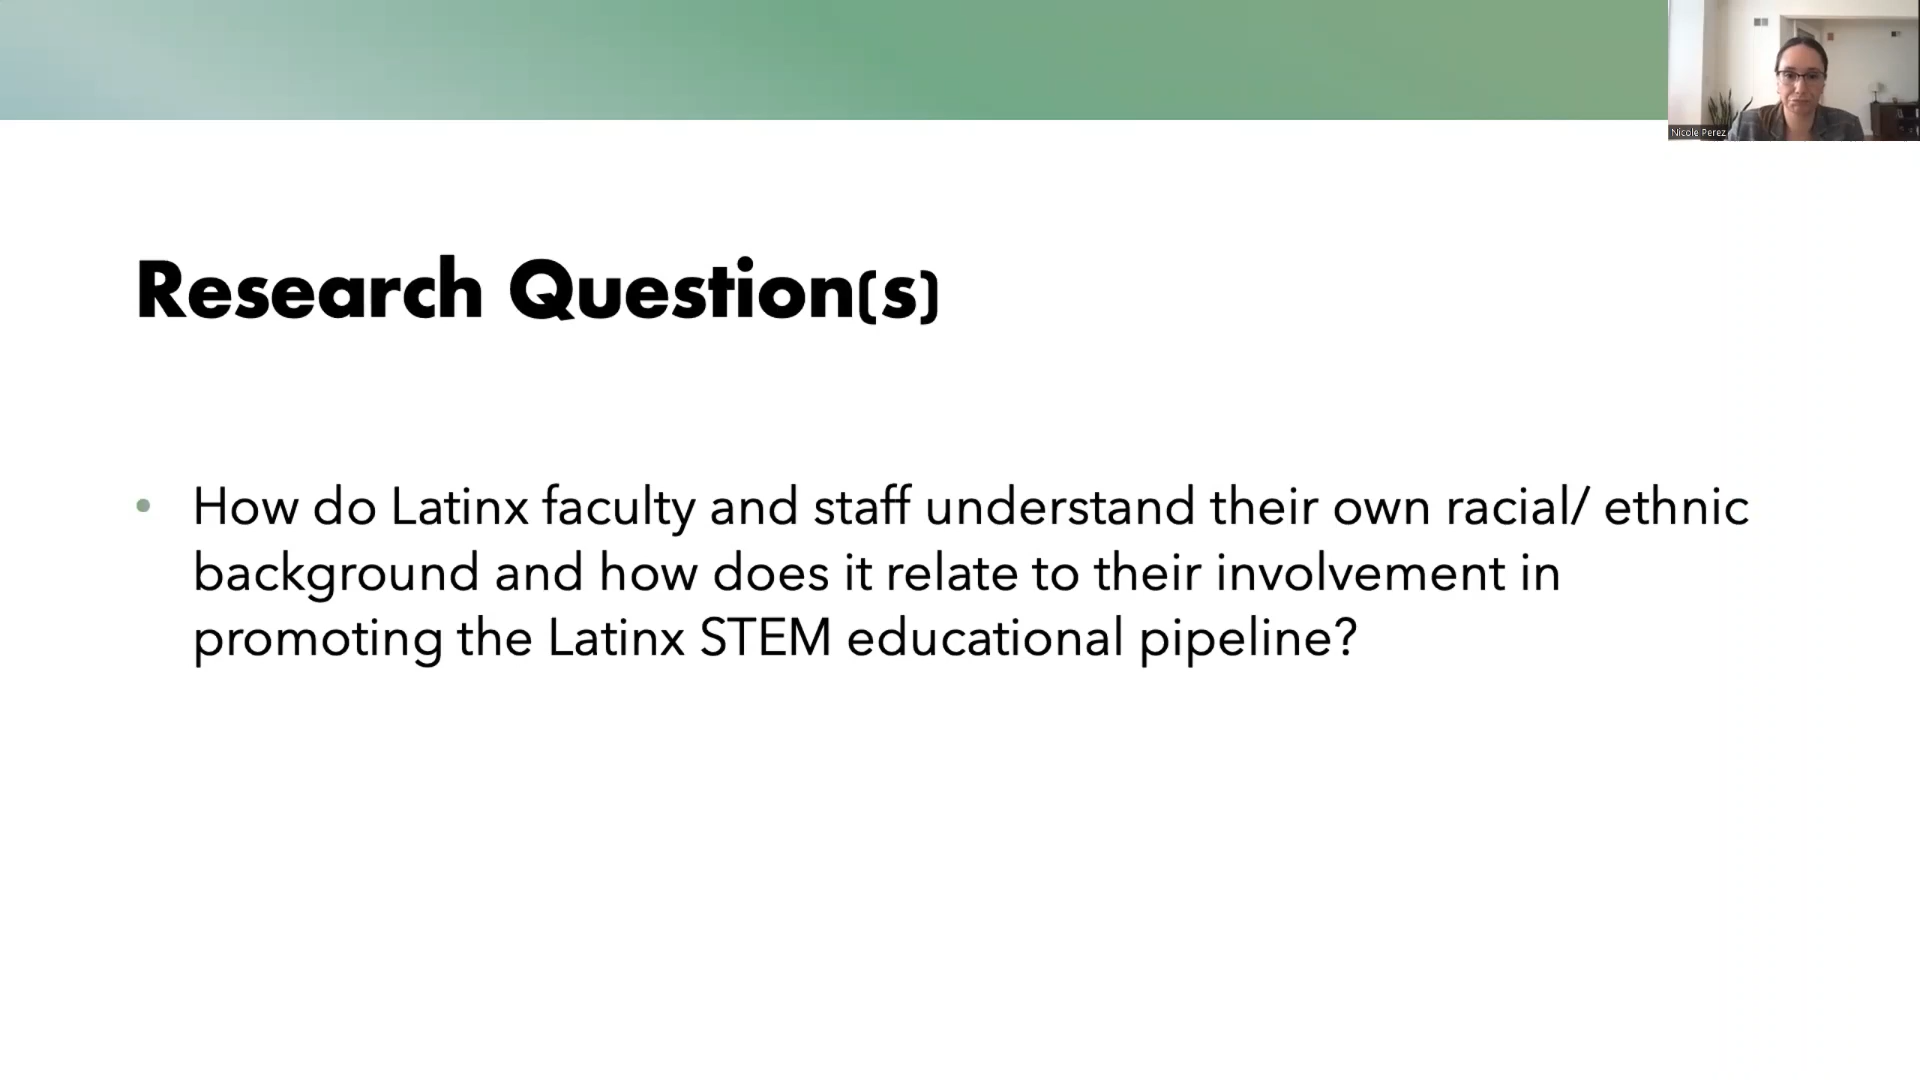 Nicole Perez
Research Question(s)
• How do Latinx faculty and staff understand their own racial/ ethnic
background and how does it relate to their involvement in
promoting the Latinx STEM educational pipeline?